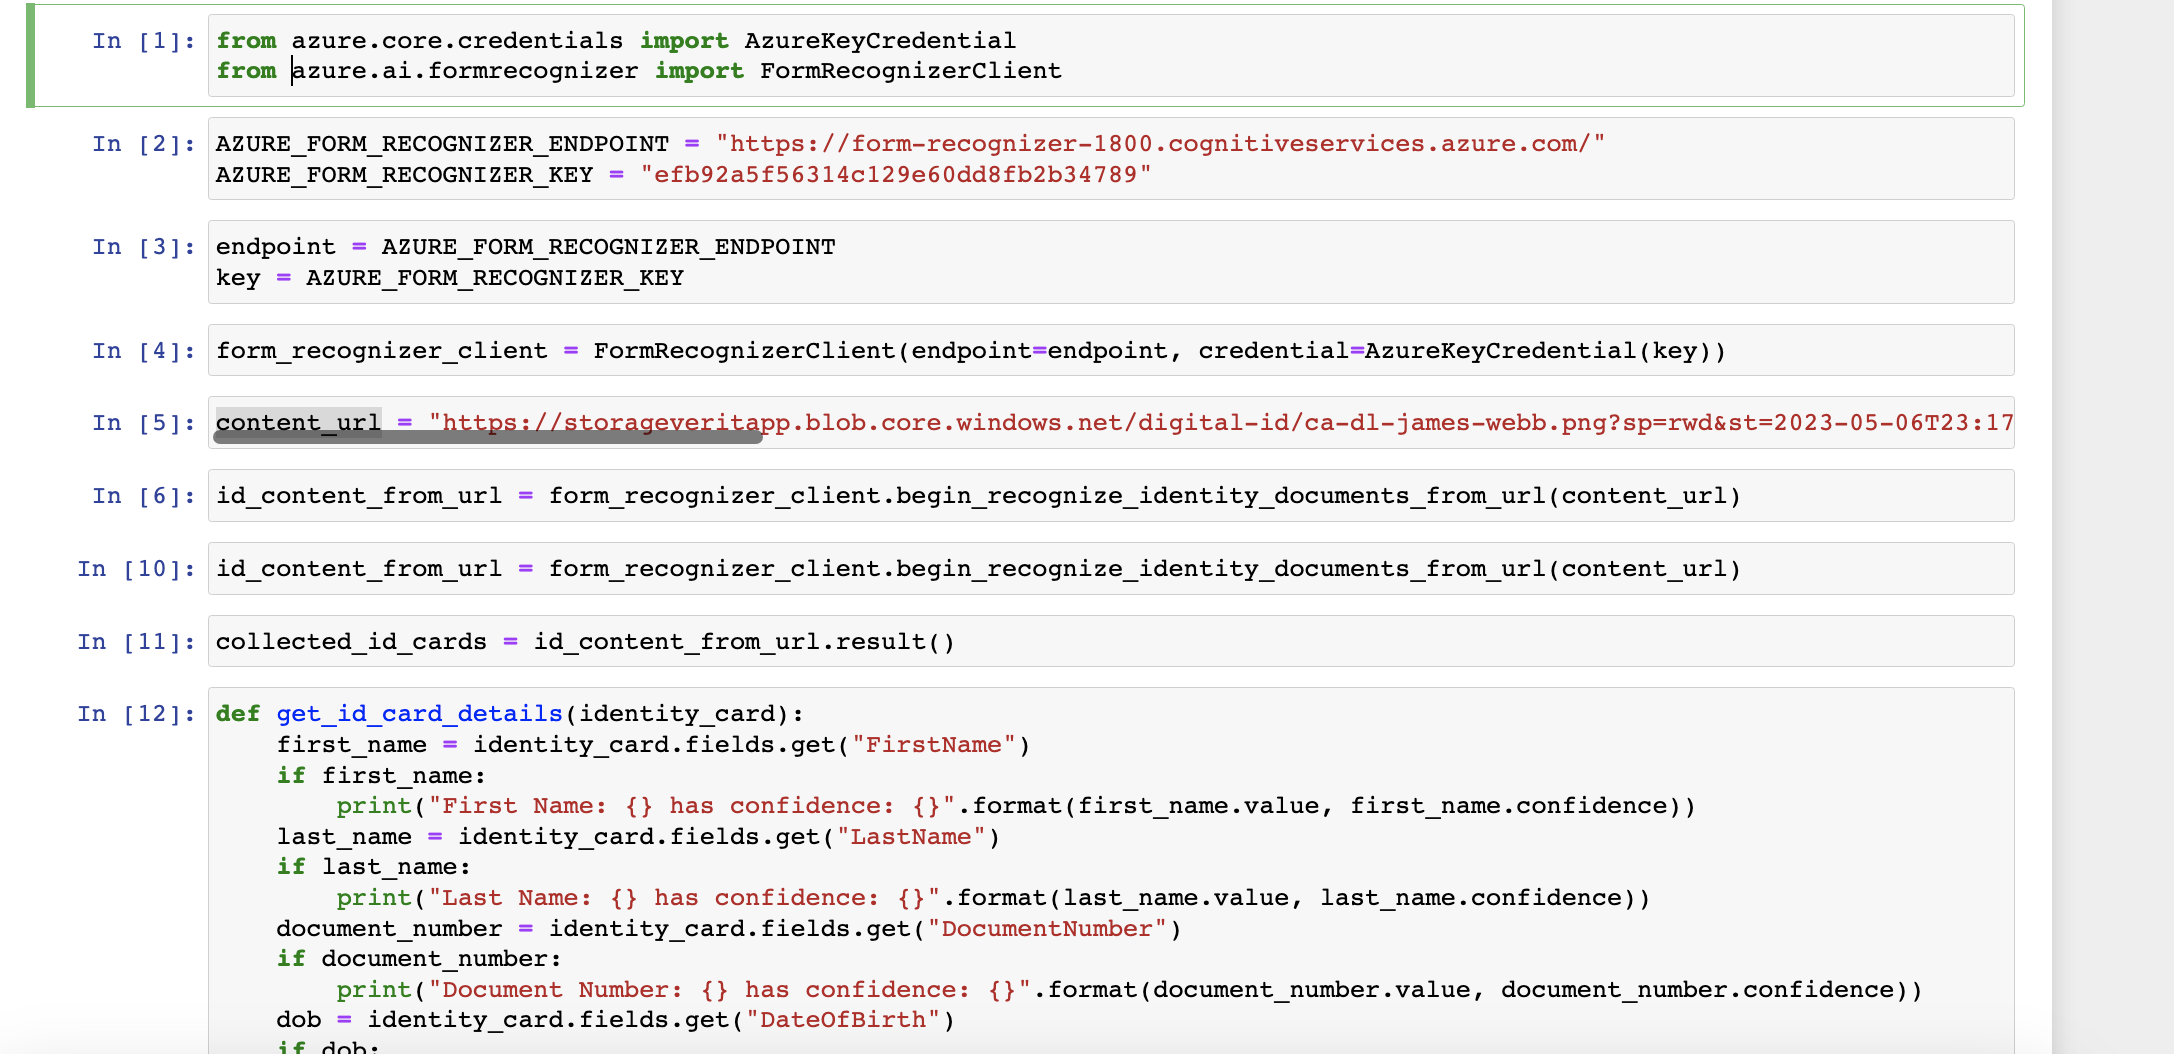 In [1]: from azure.core.credentials import AzureKeyCredential
from azure.ai.formrecognizer import FormRecognizerClient
In [2]: AZURE_FORM_RECOGNIZER_ENDPOINT = "https://form-recognizer-1800.cognitiveservices.azure.com/"
AZURE_FORM_RECOGNIZER_KEY = "efb92a5f56314c129e60dd8fb2b34789"
In [3]: endpoint = AZURE_FORM_RECOGNIZER_ENDPOINT
key = AZURE_FORM_RECOGNIZER_KEY
In [4]: form_recognizer_client = FormRecognizerClient(endpoint=endpoint, credential=AzureKeyCredential(key))
In [5]: content_url = "https://storageveritapp.blob.core.windows.net/digital-id/ca-dl-james-webb.png?sp=rwd&st=2023-05-06T23:17
In [6]: id_content_from_url = form_recognizer_client.begin_recognize_identity_documents_from_url(content_url)
In [10]: id_content_from_url = form_recognizer_client.begin_recognize_identity_documents_from_url(content_url)
In [11]: collected_id_cards = id_content_from_url.result()
In [12]: def get_id_card_details(identity_card):
    first_name = identity_card.fields.get("FirstName")
    if first_name:
        print("First Name: {} has confidence: {}".format(first_name.value, first_name.confidence))
    last_name = identity_card.fields.get("LastName")
    if last_name:
        print("Last Name: {} has confidence: {}".format(last_name.value, last_name.confidence))
    document_number = identity_card.fields.get("DocumentNumber")
    if document_number:
        print("Document Number: {} has confidence: {}".format(document_number.value, document_number.confidence))
    dob = identity_card.fields.get("DateOfBirth")
    if dob: